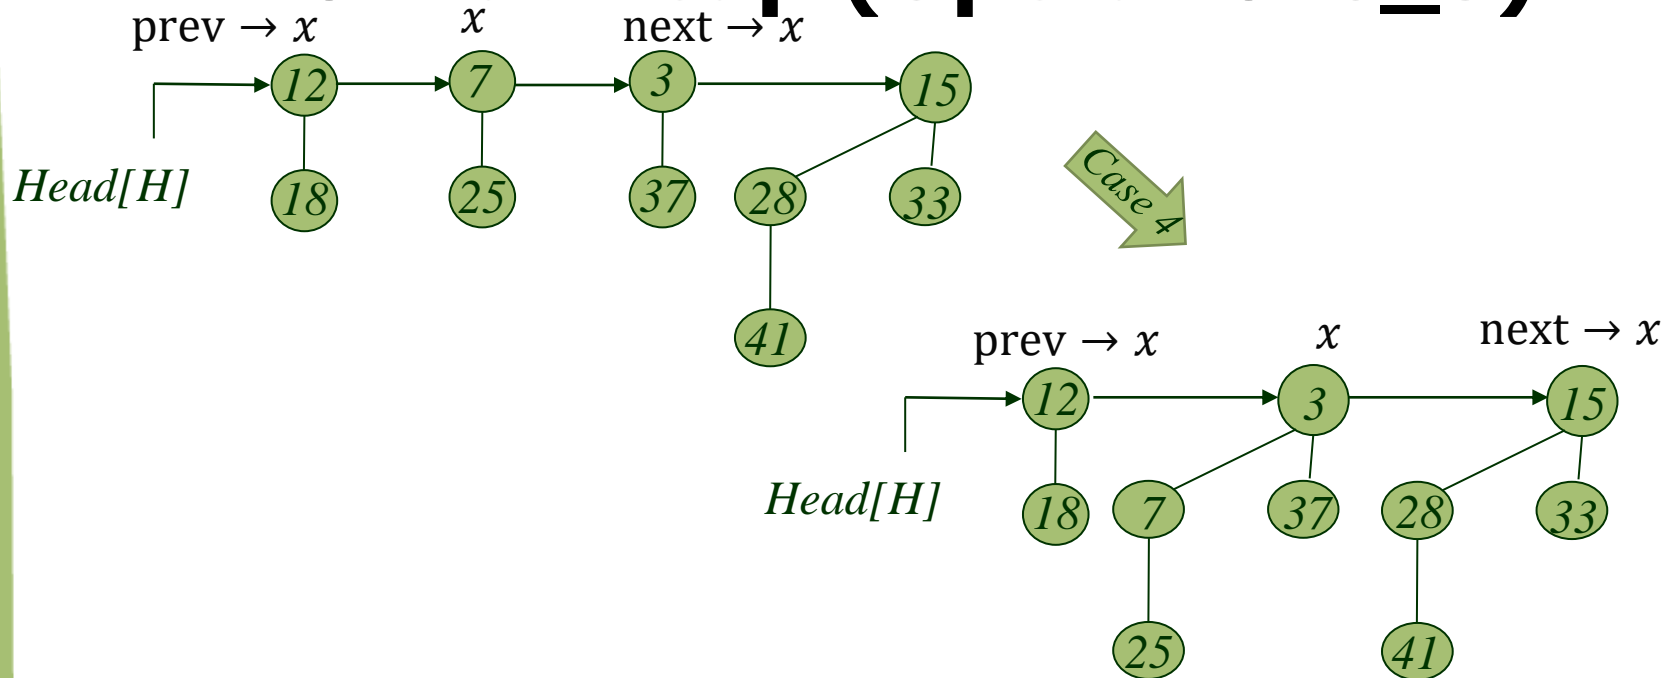 prev → x x next → x
12 7 3 15
Head[H] 18 25 37 28 33
Case 4
41
prev → x x next → x
12 3 15
Head[H] 18 7 37 28 33
25 41